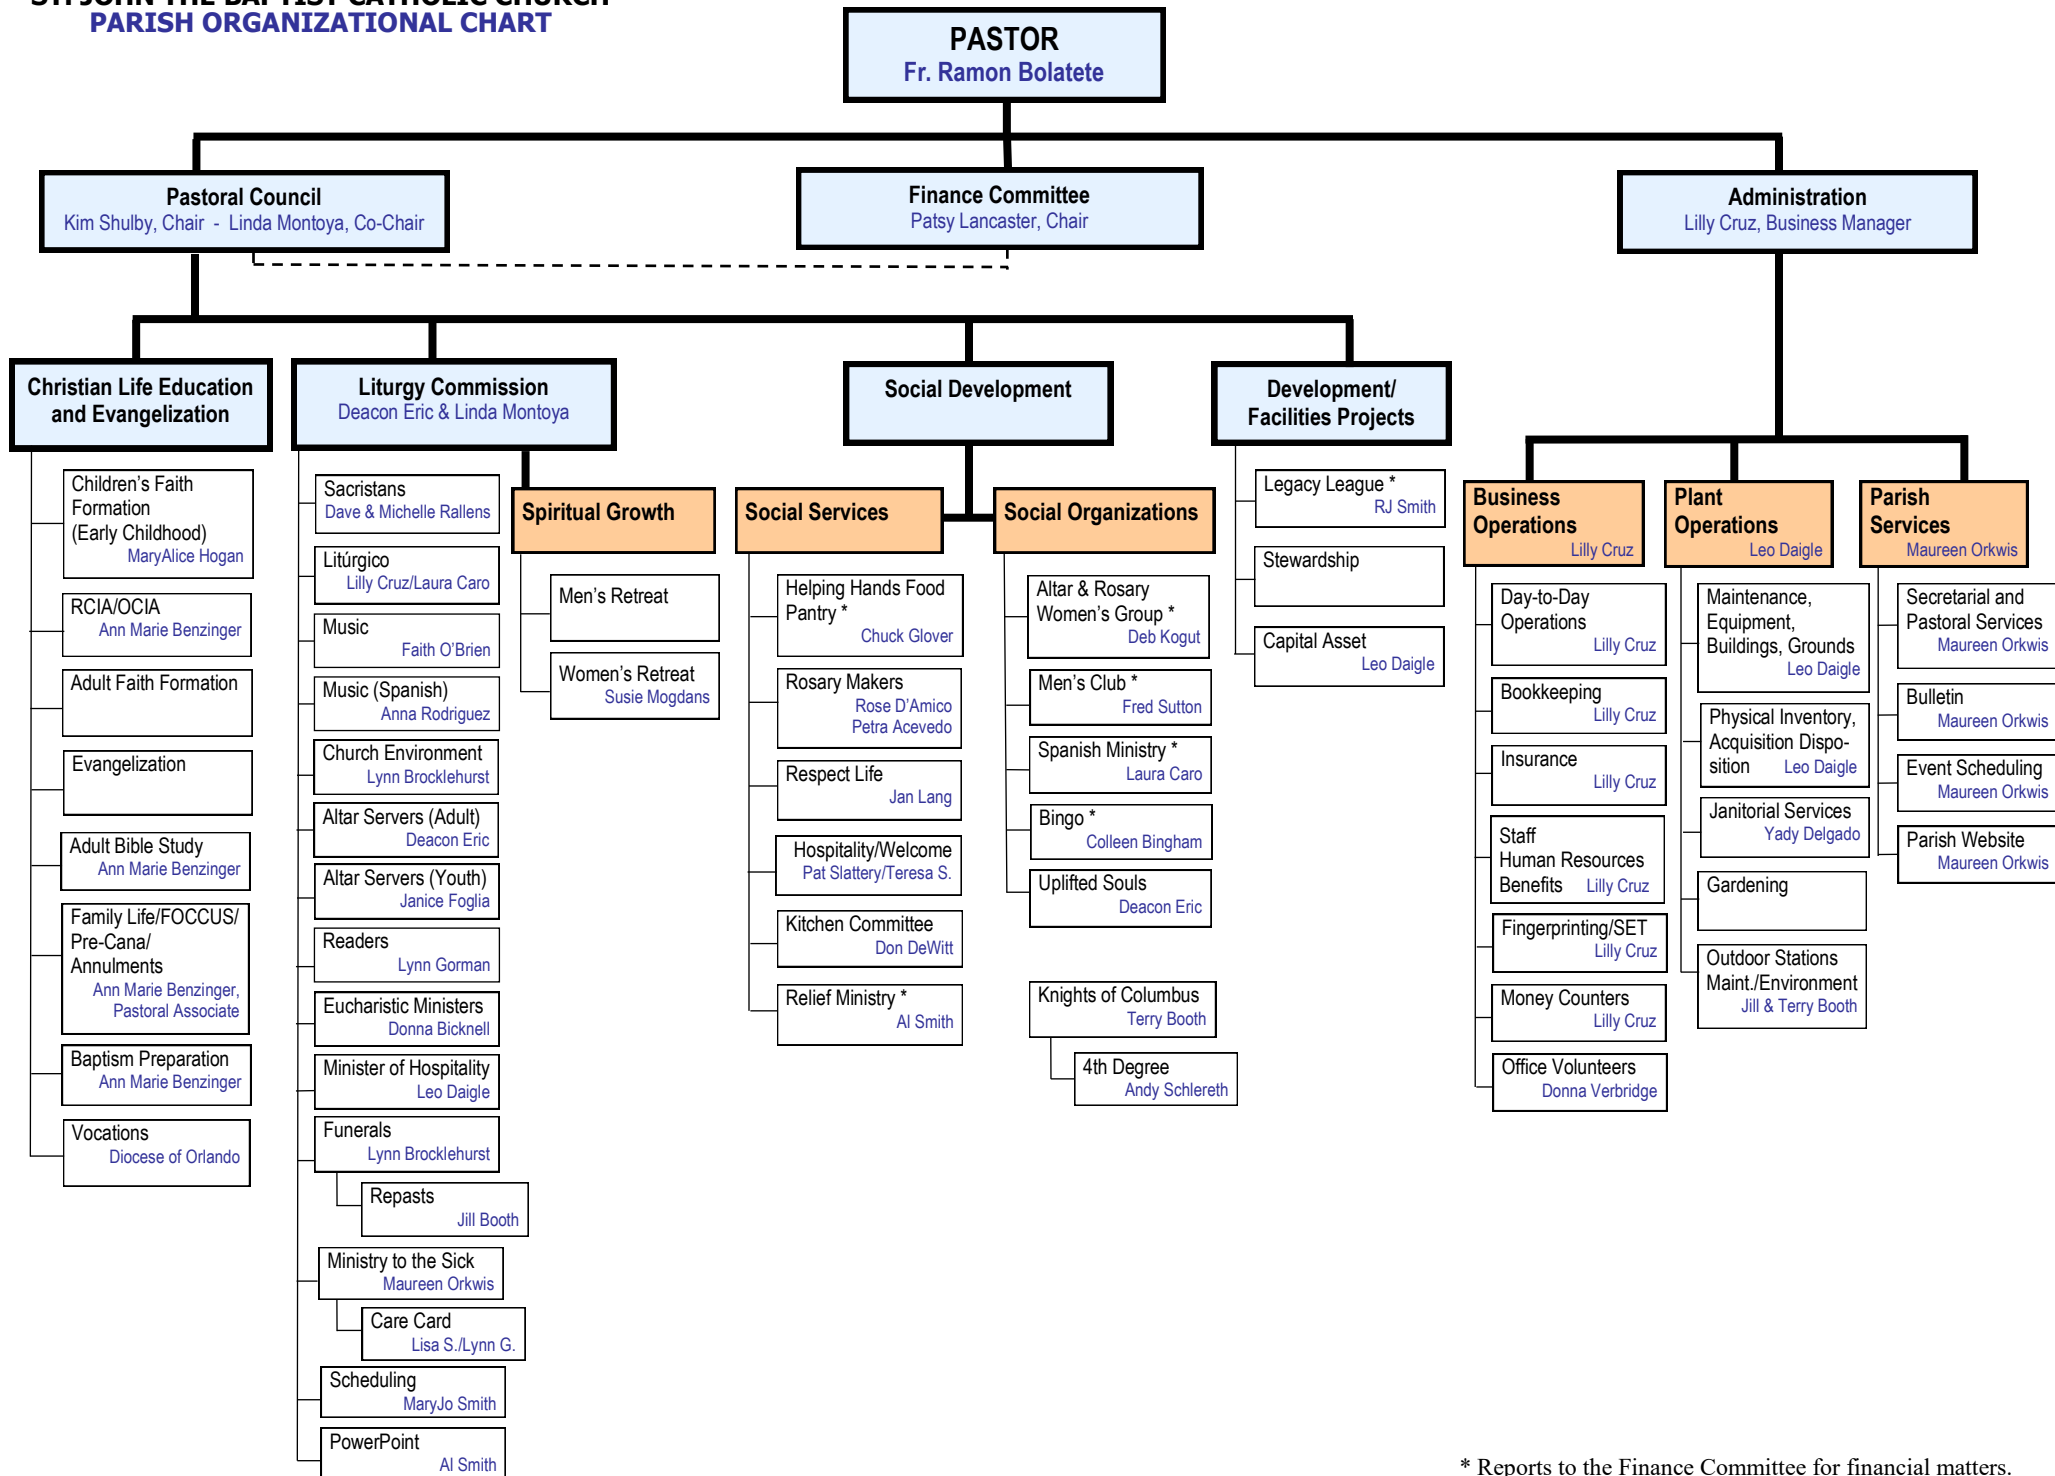 ST. JOHN THE BAPTIST CATHOLIC CHURCH
PARISH ORGANIZATIONAL CHART
PASTOR
Fr. Ramon Bolatete
Pastoral Council
Kim Shulby, Chair - Linda Montoya, Co-Chair
Finance Committee
Patsy Lancaster, Chair
Administration
Lilly Cruz, Business Manager
Christian Life Education
and Evangelization
Children's Faith
Formation
(Early Childhood)
MaryAlice Hogan
RCIA/OCIA
Ann Marie Benzinger
Adult Faith Formation
Evangelization
Adult Bible Study
Ann Marie Benzinger
Family Life/FOCCUS/
Pre-Cana/
Annulments
Ann Marie Benzinger,
Pastoral Associate
Baptism Preparation
Ann Marie Benzinger
Vocations
Diocese of Orlando
Liturgy Commission
Deacon Eric & Linda Montoya
Sacristans
Dave & Michelle Rallens
Litúrgico
Lilly Cruz/Laura Caro
Music
Faith O'Brien
Music (Spanish)
Anna Rodriguez
Church Environment
Lynn Brocklehurst
Altar Servers (Adult)
Deacon Eric
Altar Servers (Youth)
Janice Foglia
Readers
Lynn Gorman
Eucharistic Ministers
Donna Bicknell
Minister of Hospitality
Leo Daigle
Funerals
Lynn Brocklehurst
Repasts
Jill Booth
Ministry to the Sick
Maureen Orkwis
Care Card
Lisa S./Lynn G.
Scheduling
MaryJo Smith
PowerPoint
Al Smith
Spiritual Growth
Men's Retreat
Women's Retreat
Susie Mogdans
Social Development
Social Services
Helping Hands Food
Pantry *
Chuck Glover
Rosary Makers
Rose D'Amico
Petra Acevedo
Respect Life
Jan Lang
Hospitality/Welcome
Pat Slattery/Teresa S.
Kitchen Committee
Don DeWitt
Relief Ministry *
Al Smith
Social Organizations
Altar & Rosary
Women's Group *
Deb Kogut
Men's Club *
Fred Sutton
Spanish Ministry *
Laura Caro
Bingo *
Colleen Bingham
Uplifted Souls
Deacon Eric
Knights of Columbus
Terry Booth
4th Degree
Andy Schlereth
Development/
Facilities Projects
Legacy League *
RJ Smith
Stewardship
Capital Asset
Leo Daigle
Business
Operations
Lilly Cruz
Day-to-Day
Operations
Lilly Cruz
Bookkeeping
Lilly Cruz
Insurance
Lilly Cruz
Staff
Human Resources
Benefits Lilly Cruz
Fingerprinting/SET
Lilly Cruz
Money Counters
Lilly Cruz
Office Volunteers
Donna Verbridge
Plant
Operations
Leo Daigle
Maintenance,
Equipment,
Buildings, Grounds
Leo Daigle
Physical Inventory,
Acquisition Dispo-
sition Leo Daigle
Janitorial Services
Yady Delgado
Gardening
Outdoor Stations
Maint./Environment
Jill & Terry Booth
Parish
Services
Maureen Orkwis
Secretarial and
Pastoral Services
Maureen Orkwis
Bulletin
Maureen Orkwis
Event Scheduling
Maureen Orkwis
Parish Website
Maureen Orkwis
* Reports to the Finance Committee for financial matters.